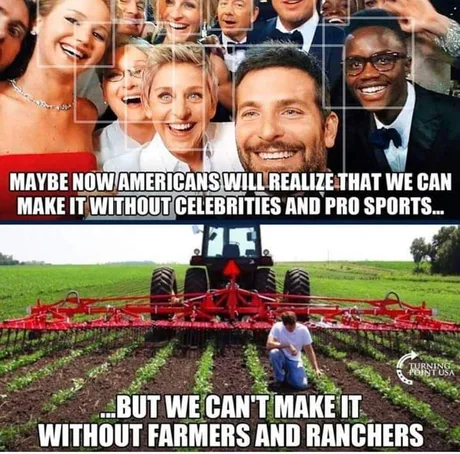 MAYBE NOW AMERICANS WILL REALIZE THAT WE CAN
MAKE IT WITHOUT CELEBRITIES AND PRO SPORTS...
TURNING
POINT USA
...BUT WE CAN'T MAKE IT
WITHOUT FARMERS AND RANCHERS